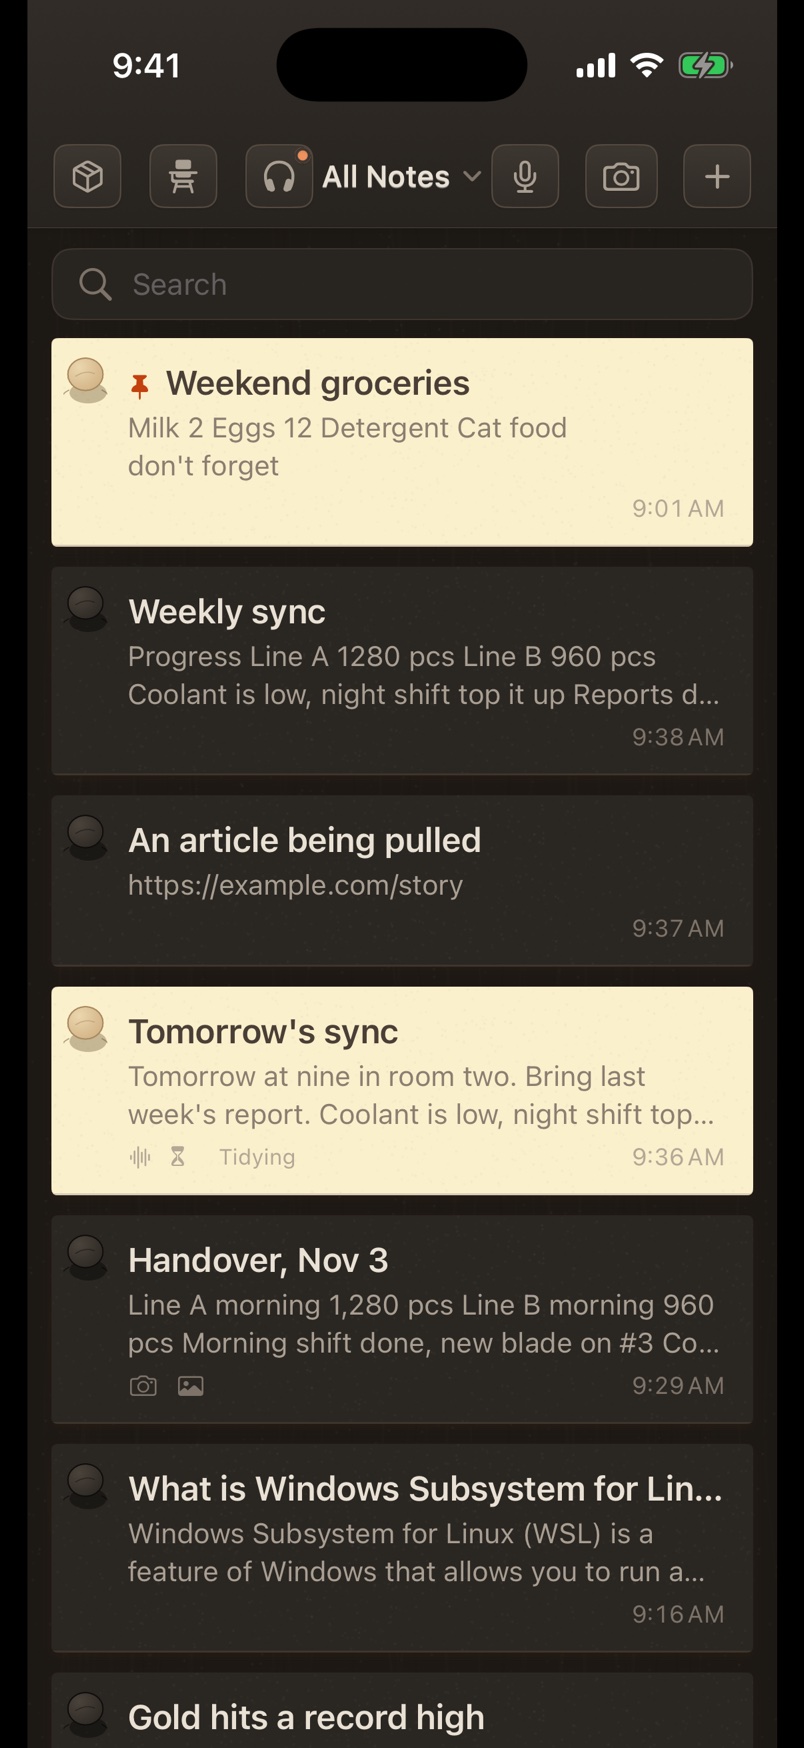 9:41
All Notes
Search
Weekend groceries
Milk 2 Eggs 12 Detergent Cat food
don't forget
9:01 AM
Weekly sync
Progress Line A 1280 pcs Line B 960 pcs
Coolant is low, night shift top it up Reports d...
9:38 AM
An article being pulled
https://example.com/story
9:37 AM
Tomorrow's sync
Tomorrow at nine in room two. Bring last
week's report. Coolant is low, night shift top...
Tidying
9:36 AM
Handover, Nov 3
Line A morning 1,280 pcs Line B morning 960
pcs Morning shift done, new blade on #3 Co...
9:29 AM
What is Windows Subsystem for Lin...
Windows Subsystem for Linux (WSL) is a
feature of Windows that allows you to run a...
9:16 AM
Gold hits a record high